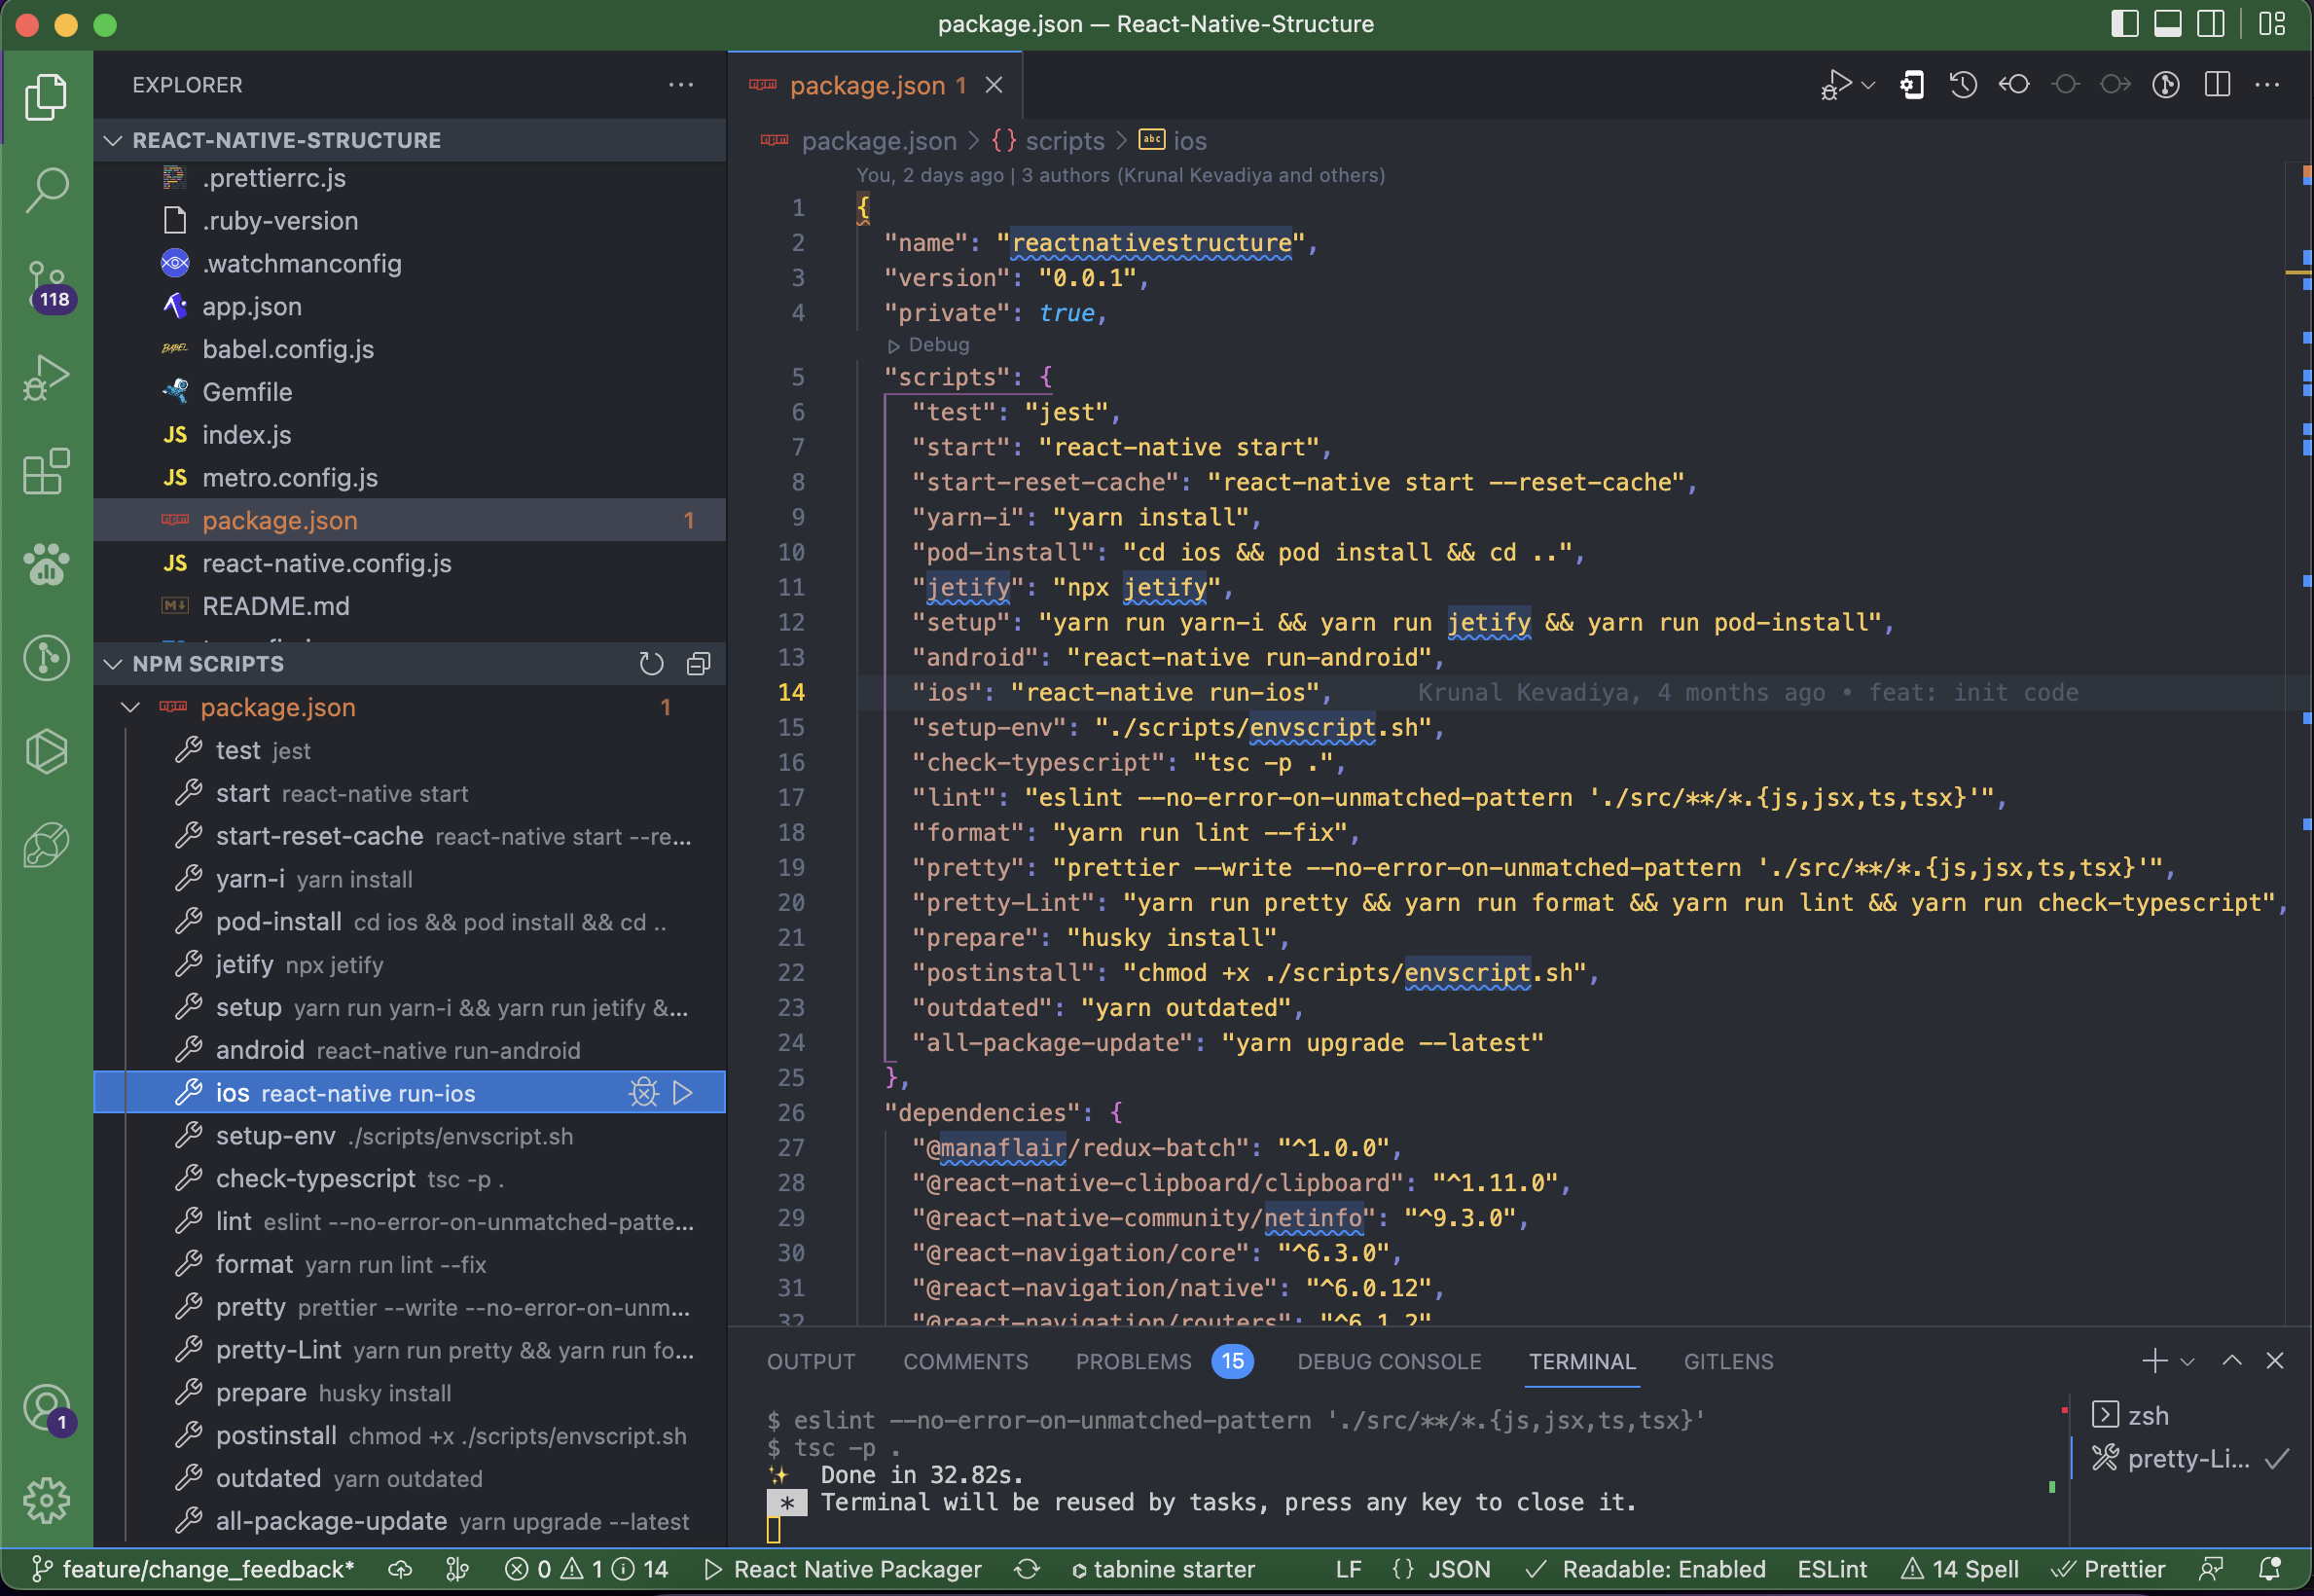 package.json — React-Native-Structure
EXPLORER
REACT-NATIVE-STRUCTURE
.prettierrc.js
.ruby-version
.watchmanconfig
app.json
BABEL babel.config.js
Gemfile
JS index.js
JS metro.config.js
package.json 1
JS react-native.config.js
README.md
118
NPM SCRIPTS
package.json 1
test jest
start react-native start
start-reset-cache react-native start --re...
yarn-i yarn install
pod-install cd ios && pod install && cd ..
jetify npx jetify
setup yarn run yarn-i && yarn run jetify &...
android react-native run-android
ios react-native run-ios
setup-env ./scripts/envscript.sh
check-typescript tsc -p .
lint eslint --no-error-on-unmatched-patte...
format yarn run lint --fix
pretty prettier --write --no-error-on-unm...
pretty-Lint yarn run pretty && yarn run fo...
prepare husky install
postinstall chmod +x ./scripts/envscript.sh
outdated yarn outdated
all-package-update yarn upgrade --latest
1
package.json 1
package.json > {} scripts > abc ios
You, 2 days ago | 3 authors (Krunal Kevadiya and others)
1 {
2 "name": "reactnativestructure",
3 "version": "0.0.1",
4 "private": true,
Debug
5 "scripts": {
6 "test": "jest",
7 "start": "react-native start",
8 "start-reset-cache": "react-native start --reset-cache",
9 "yarn-i": "yarn install",
10 "pod-install": "cd ios && pod install && cd ..",
11 "jetify": "npx jetify",
12 "setup": "yarn run yarn-i && yarn run jetify && yarn run pod-install",
13 "android": "react-native run-android",
14 "ios": "react-native run-ios", Krunal Kevadiya, 4 months ago • feat: init code
15 "setup-env": "./scripts/envscript.sh",
16 "check-typescript": "tsc -p .",
17 "lint": "eslint --no-error-on-unmatched-pattern './src/**/*.{js,jsx,ts,tsx}'",
18 "format": "yarn run lint --fix",
19 "pretty": "prettier --write --no-error-on-unmatched-pattern './src/**/*.{js,jsx,ts,tsx}'",
20 "pretty-Lint": "yarn run pretty && yarn run format && yarn run lint && yarn run check-typescript",
21 "prepare": "husky install",
22 "postinstall": "chmod +x ./scripts/envscript.sh",
23 "outdated": "yarn outdated",
24 "all-package-update": "yarn upgrade --latest"
25 },
26 "dependencies": {
27 "@manaflair/redux-batch": "^1.0.0",
28 "@react-native-clipboard/clipboard": "^1.11.0",
29 "@react-native-community/netinfo": "^9.3.0",
30 "@react-navigation/core": "^6.3.0",
31 "@react-navigation/native": "^6.0.12",
32 "@react-navigation/routers": "^6.1.2"
OUTPUT COMMENTS PROBLEMS 15 DEBUG CONSOLE TERMINAL GITLENS
$ eslint --no-error-on-unmatched-pattern './src/**/*.{js,jsx,ts,tsx}'
$ tsc -p .
✨ Done in 32.82s.
* Terminal will be reused by tasks, press any key to close it.
zsh
pretty-Li...
feature/change_feedback* 0 1 14 React Native Packager tabnine starter LF {} JSON Readable: Enabled ESLint 14 Spell Prettier